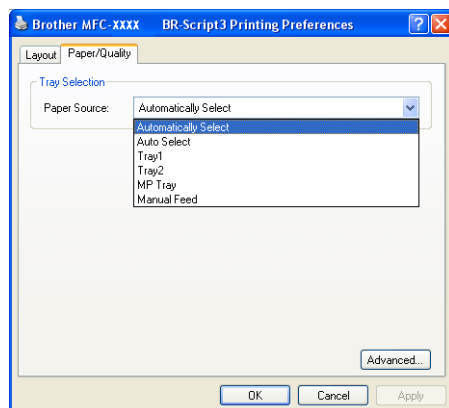 Brother MFC-XXXX BR-Script3 Printing Preferences
Layout Paper/Quality
Tray Selection
Paper Source: Automatically Select
Automatically Select
Auto Select
Tray1
Tray2
MP Tray
Manual Feed
Advanced...
OK Cancel Apply